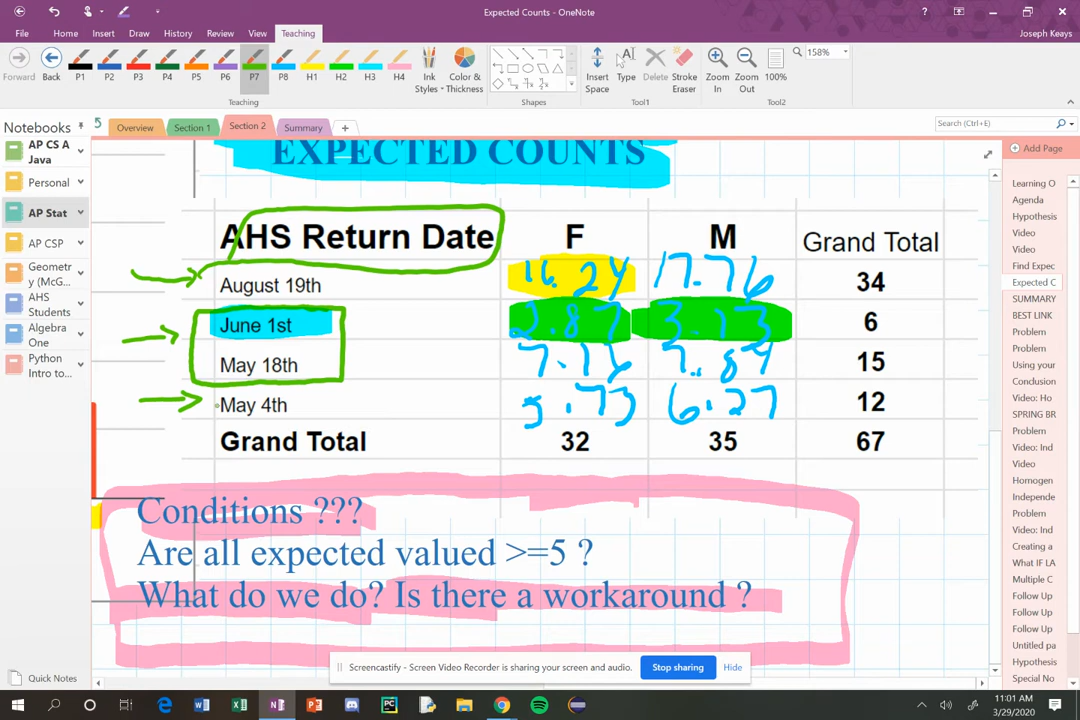 Expected Counts - OneNote
?
Joseph Keays
File Home Insert Draw History Review View Teaching
Forward Back P1 P2 P3 P4 P5 P6 P7 P8 H1 H2 H3 H4 Ink Styles Color & Thickness Insert Space Type Delete Stroke Eraser Zoom In Zoom Out 100% 158%
Teaching Shapes Tool1 Tool2
Notebooks Overview Section 1 Section 2 Summary Search (Ctrl+E)
AP CS A Java
Personal
AP Stat
AP CSP
Geometr y (McG...
AHS Students
Algebra One
Python Intro to...
Quick Notes
EXPECTED COUNTS
AHS Return Date F M Grand Total
August 19th 16.24 17.76 34
June 1st 2.87 3.13 6
May 18th 7.16 7.84 15
May 4th 5.73 6.27 12
Grand Total 32 35 67
Conditions ???
Are all expected valued >=5 ?
What do we do? Is there a workaround ?
Add Page
Learning O
Agenda
Hypothesis
Video
Video
Find Expec
Expected C
SUMMARY
BEST LINK
Problem
Problem
Using your
Conclusion
Video: Ho
SPRING BR
Problem
Video: Ind
Video
Homogen
Independe
Problem
Video: Ind
Creating a
What IF LA
Multiple C
Follow Up
Follow Up
Follow Up
Untitled pa
Hypothesis
Special No
Screencastify - Screen Video Recorder is sharing your screen and audio. Stop sharing Hide
11:01 AM
3/29/2020